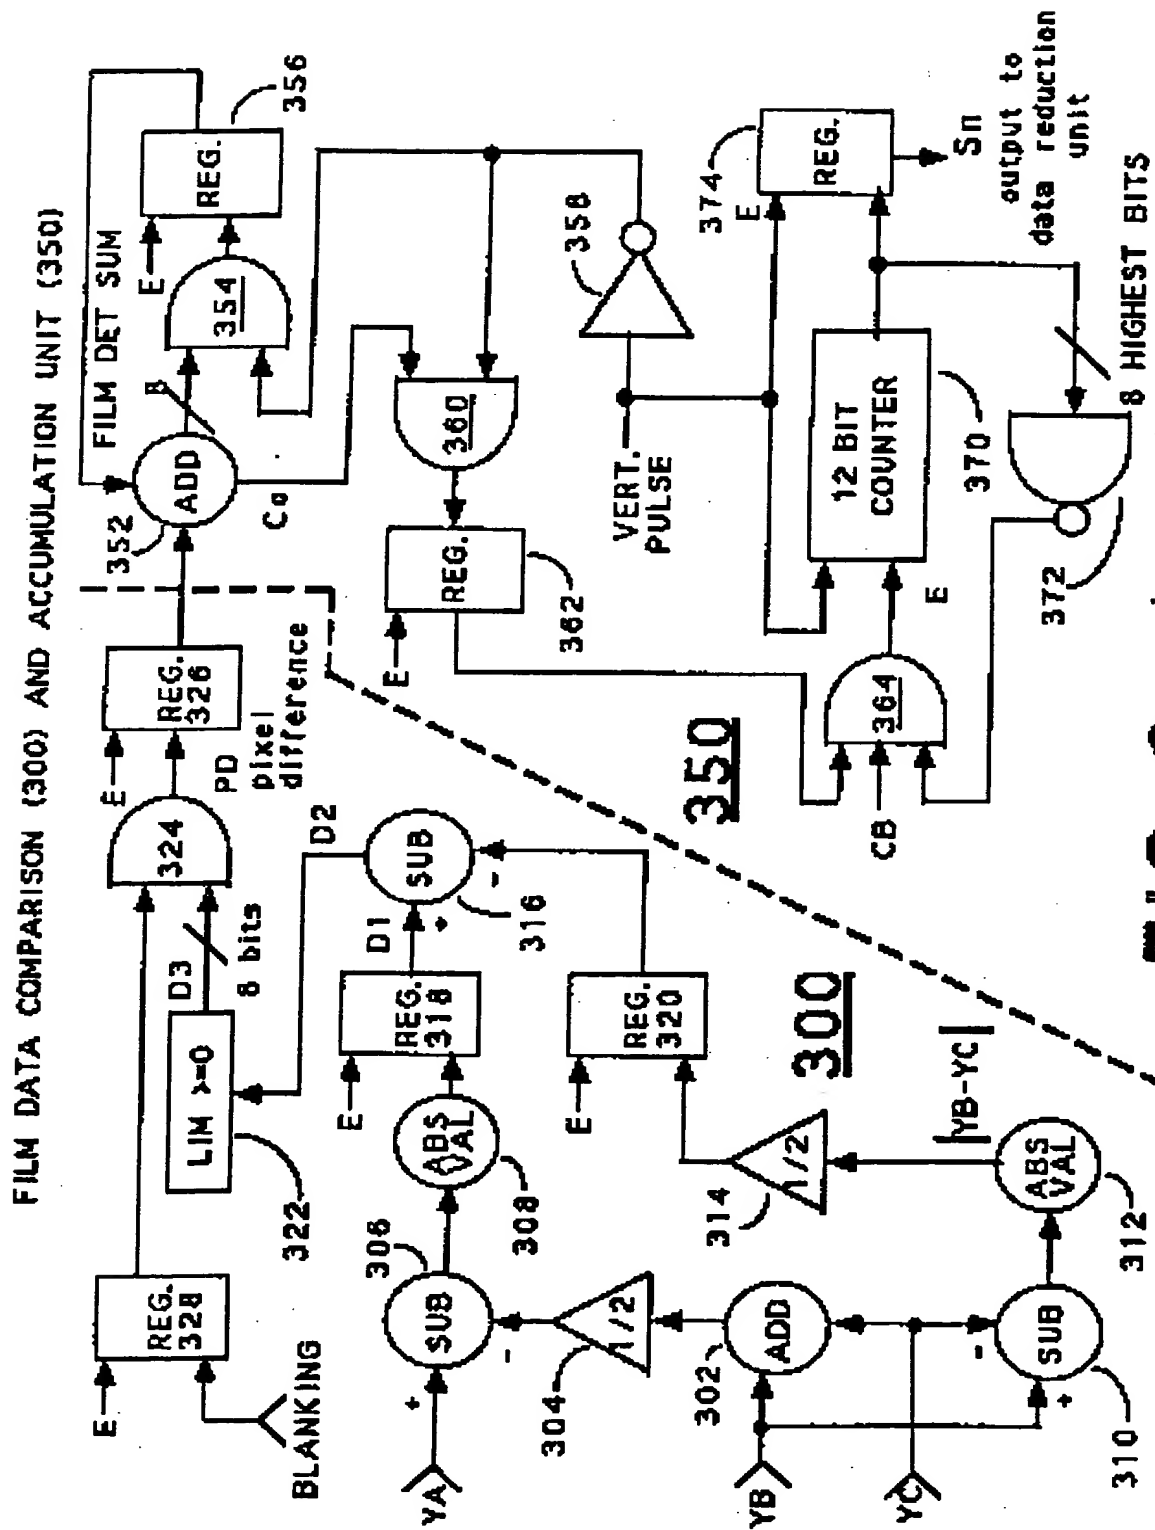 FILM DATA COMPARISON (300) AND ACCUMULATION UNIT (350)
E
REG.
328
BLANKING
LIM >=0
322
D3
8 bits
324
E
REG.
326
PD
pixel
difference
352
ADD
FILM DET SUM
8
Co
354
E
REG.
356
YA
+
SUB
306
-
ABS
VAL
308
E
REG.
318
D1
+
SUB
-
316
D2
E
REG.
362
360
358
VERT.
PULSE
304
1/2
302
ADD
YB
YC
E
REG.
320
314
1/2
-
SUB
+
310
ABS
VAL
312
|YB-YC|
300
350
CB
364
E
12 BIT
COUNTER
370
372
8 HIGHEST BITS
374
E
REG.
Sn
output to
data reduction
unit